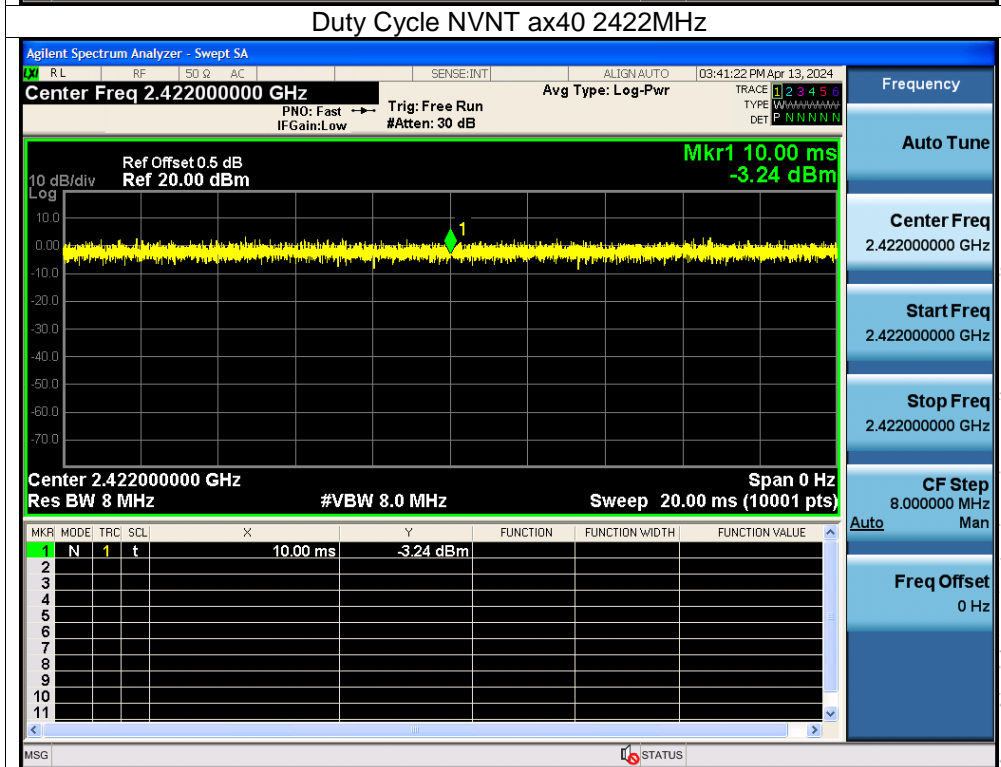 Duty Cycle NVNT ax40 2422MHz
Agilent Spectrum Analyzer - Swept SA
LXI RL RF 50 Ω AC SENSE:INT ALIGN AUTO 03:41:22 PM Apr 13, 2024
Center Freq 2.422000000 GHz Avg Type: Log-Pwr TRACE 1 2 3 4 5 6
PNO: Fast Trig: Free Run TYPE WWWWWW
IFGain:Low #Atten: 30 dB DET P N N N N N
Mkr1 10.00 ms
Ref Offset 0.5 dB
10 dB/div Ref 20.00 dBm -3.24 dBm
Log
10.0
1
0.00
-10.0
-20.0
-30.0
-40.0
-50.0
-60.0
-70.0
Center 2.422000000 GHz Span 0 Hz
Res BW 8 MHz #VBW 8.0 MHz Sweep 20.00 ms (10001 pts)
MKR MODE TRC SCL X Y FUNCTION FUNCTION WIDTH FUNCTION VALUE
1 N 1 t 10.00 ms -3.24 dBm
2
3
4
5
6
7
8
9
10
11
MSG STATUS
Frequency
Auto Tune
Center Freq
2.422000000 GHz
Start Freq
2.422000000 GHz
Stop Freq
2.422000000 GHz
CF Step
8.000000 MHz
Auto Man
Freq Offset
0 Hz